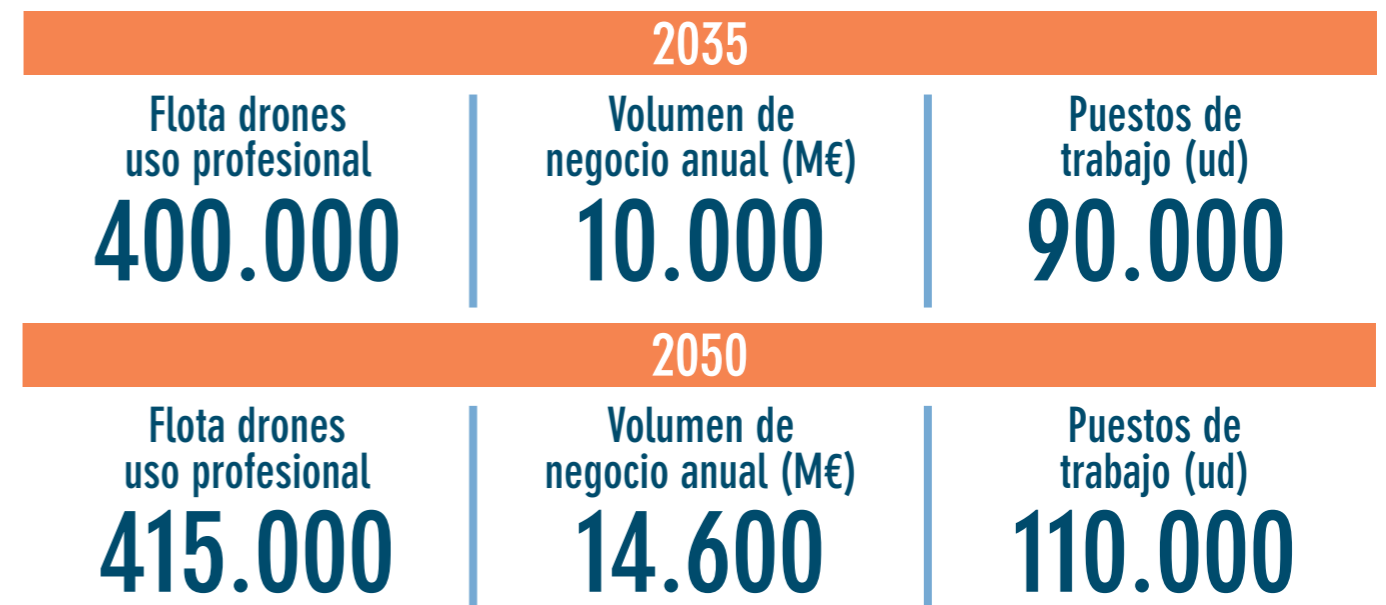 2035
Flota drones
uso profesional
400.000
Volumen de
negocio anual (M€)
10.000
Puestos de
trabajo (ud)
90.000
2050
Flota drones
uso profesional
415.000
Volumen de
negocio anual (M€)
14.600
Puestos de
trabajo (ud)
110.000